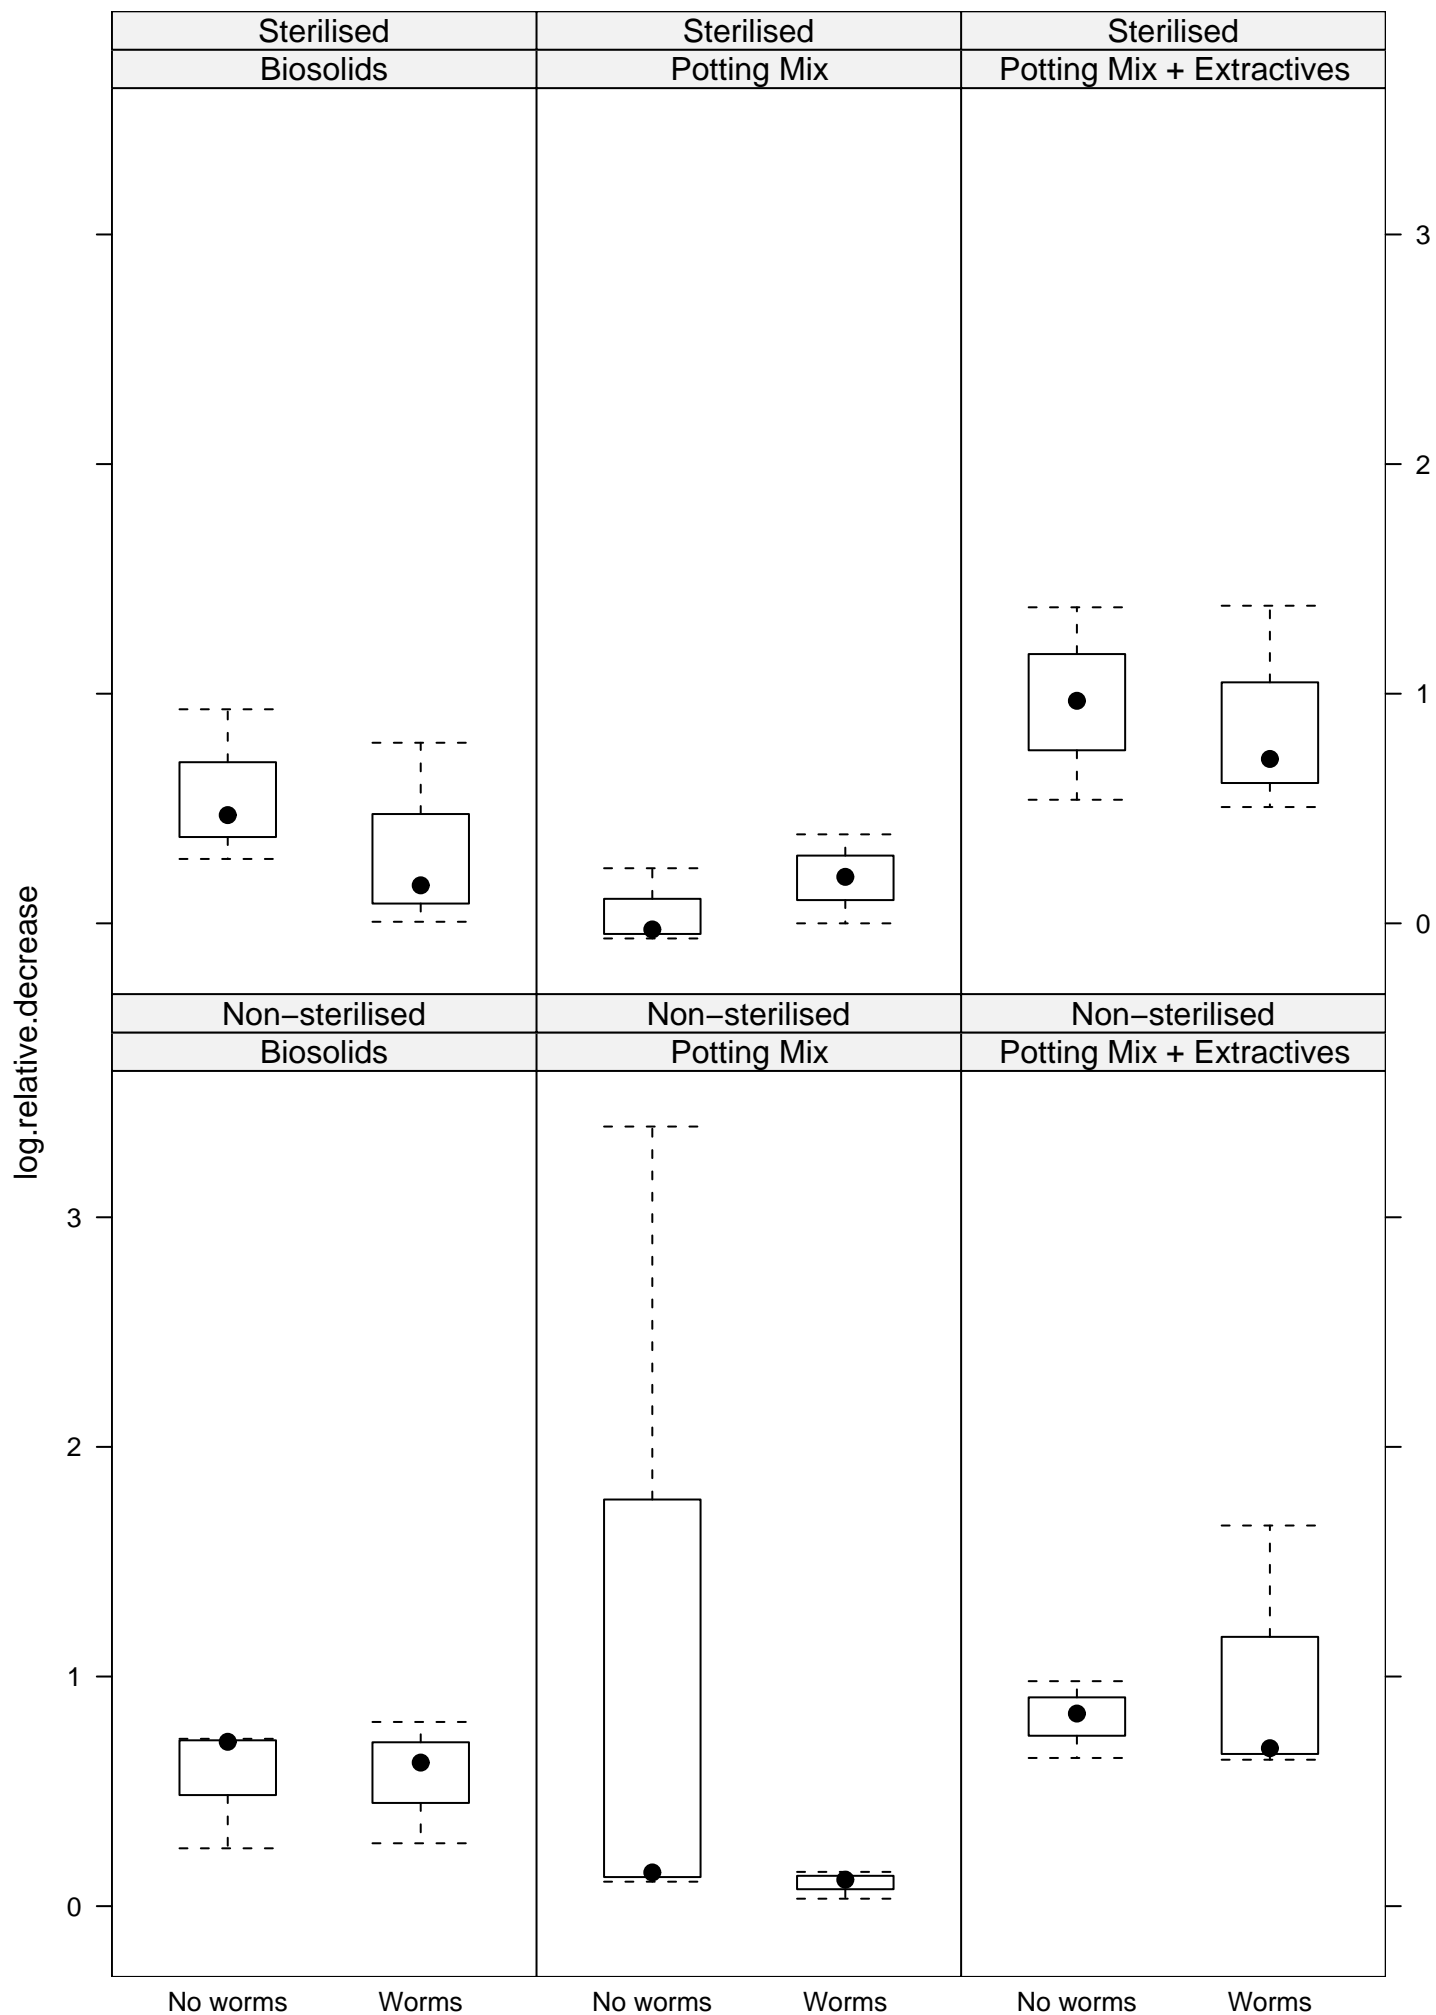 Sterilised Sterilised Sterilised
Biosolids Potting Mix Potting Mix + Extractives
3
2
1
0
log.relative.decrease
Non−sterilised Non−sterilised Non−sterilised
Biosolids Potting Mix Potting Mix + Extractives
3
2
1
0
No worms Worms No worms Worms No worms Worms